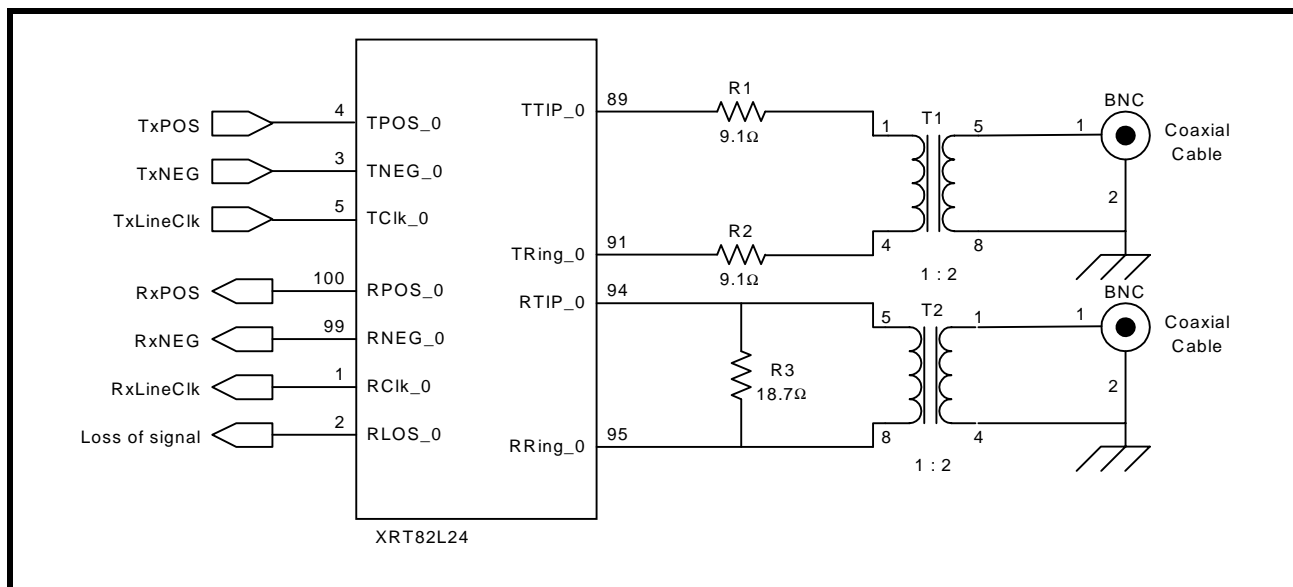 TxPOS
4
TPOS_0
TxNEG
3
TNEG_0
TxLineClk
5
TClk_0
RxPOS
100
RPOS_0
RxNEG
99
RNEG_0
RxLineClk
1
RClk_0
Loss of signal
2
RLOS_0
XRT82L24
TTIP_0
89
R1
9.1Ω
TRing_0
91
R2
9.1Ω
T1
1
4
5
8
1 : 2
BNC
1
2
Coaxial
Cable
RTIP_0
94
R3
18.7Ω
RRing_0
95
T2
5
8
1
4
1 : 2
BNC
1
2
Coaxial
Cable